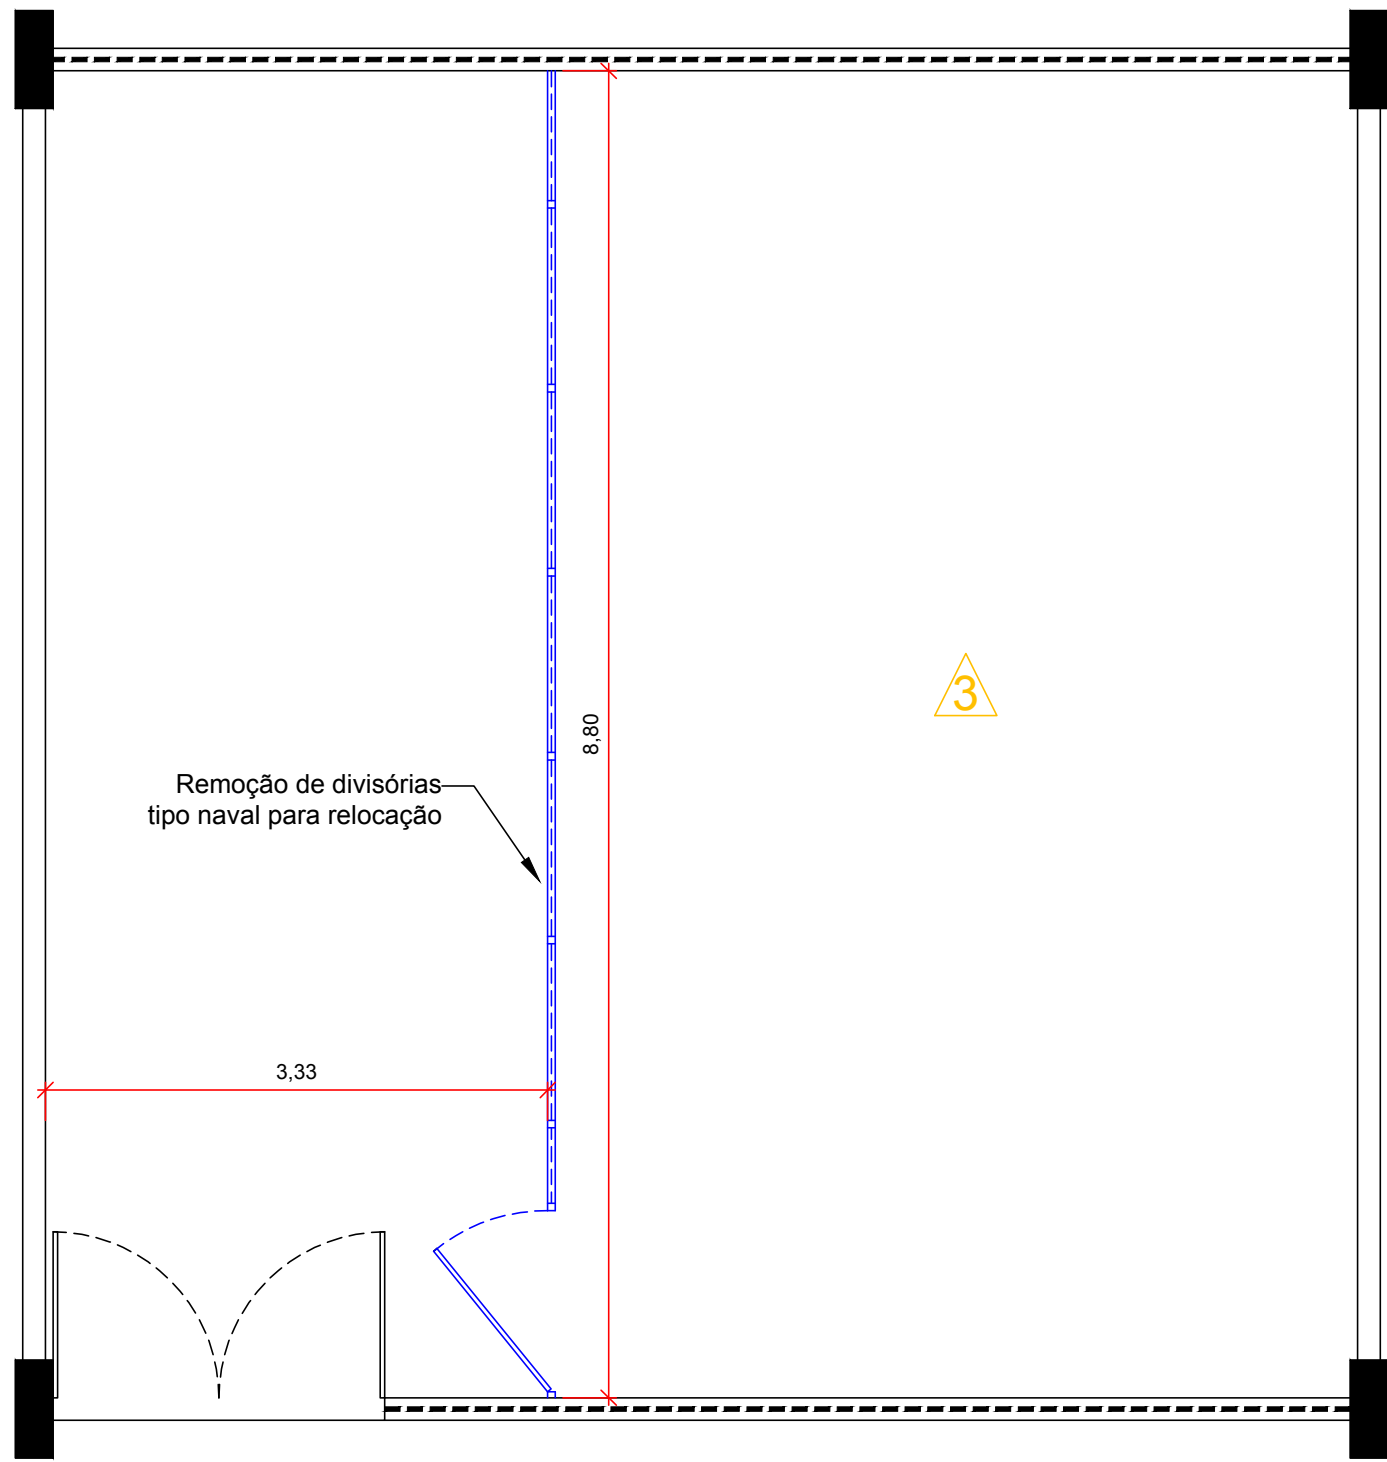 3
8,80
Remoção de divisórias
tipo naval para relocação
3,33